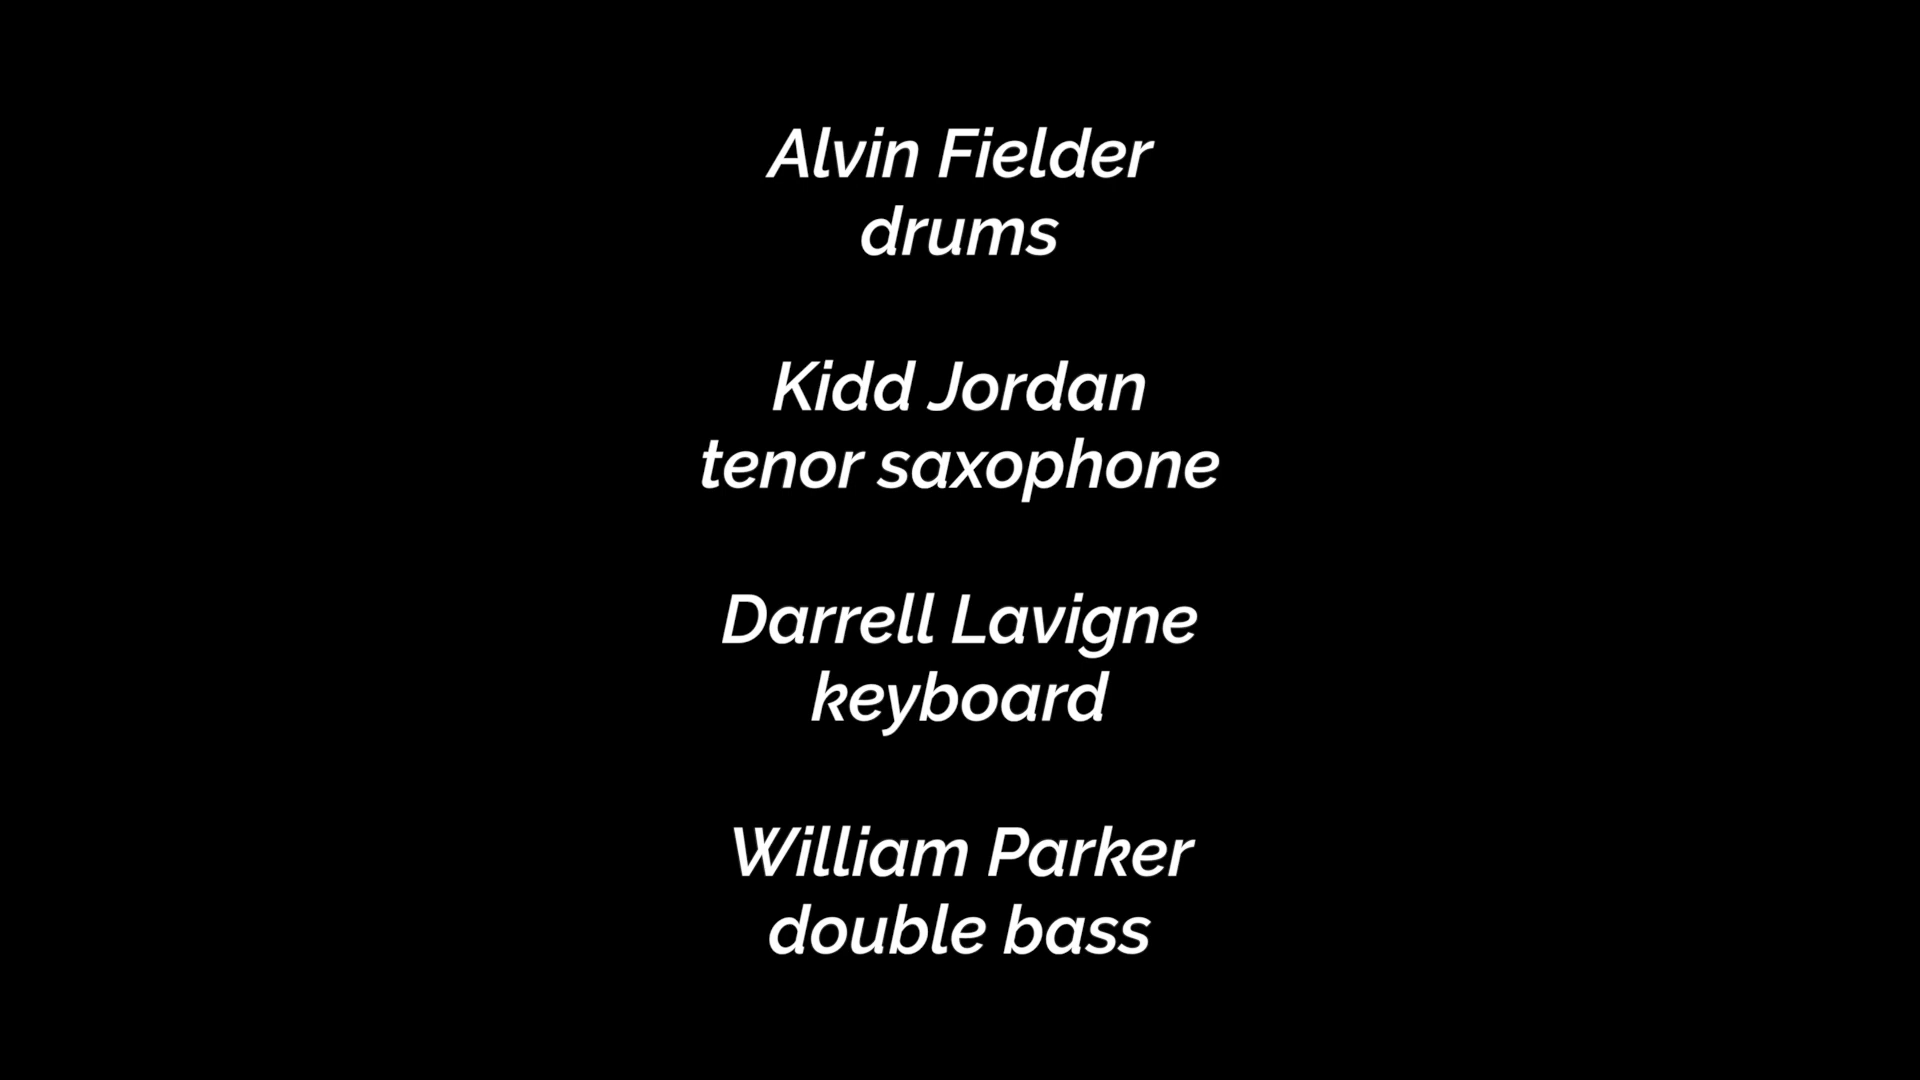 Alvin Fielder
drums
Kidd Jordan
tenor saxophone
Darrell Lavigne
keyboard
William Parker
double bass